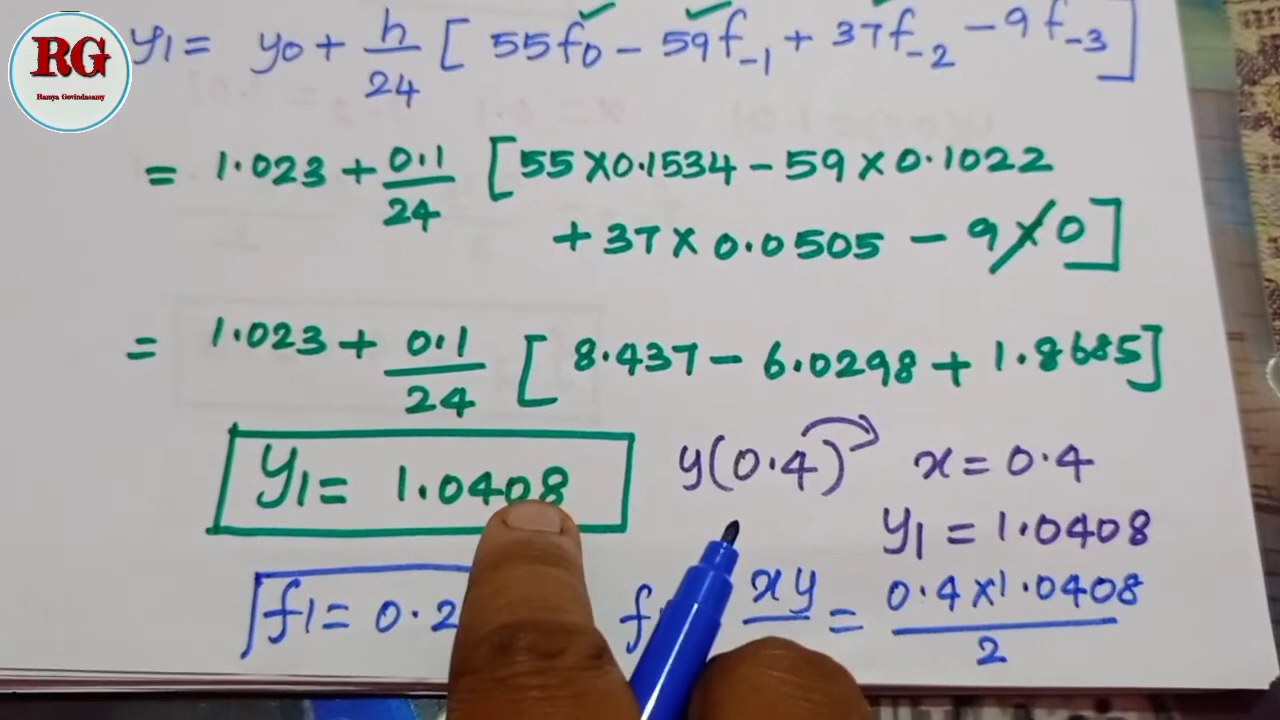 RG
Ramya Govindasamy
y1 = y0 + h/24 [ 55f0 - 59f-1 + 37f-2 - 9f-3 ]
= 1.023 + 0.1/24 [ 55 × 0.1534 - 59 × 0.1022
+ 37 × 0.0505 - 9 × 0 ]
= 1.023 + 0.1/24 [ 8.437 - 6.0298 + 1.8685 ]
y1 = 1.0408
y(0.4) x = 0.4
y1 = 1.0408
f1 = 0.2
xy = 0.4 × 1.0408 / 2